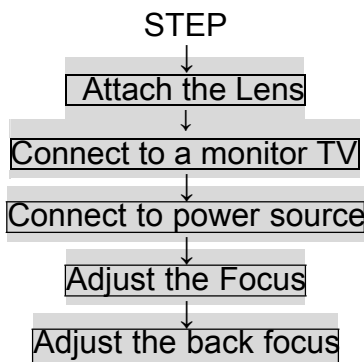 STEP
Attach the Lens
Connect to a monitor TV
Connect to power source
Adjust the Focus
Adjust the back focus